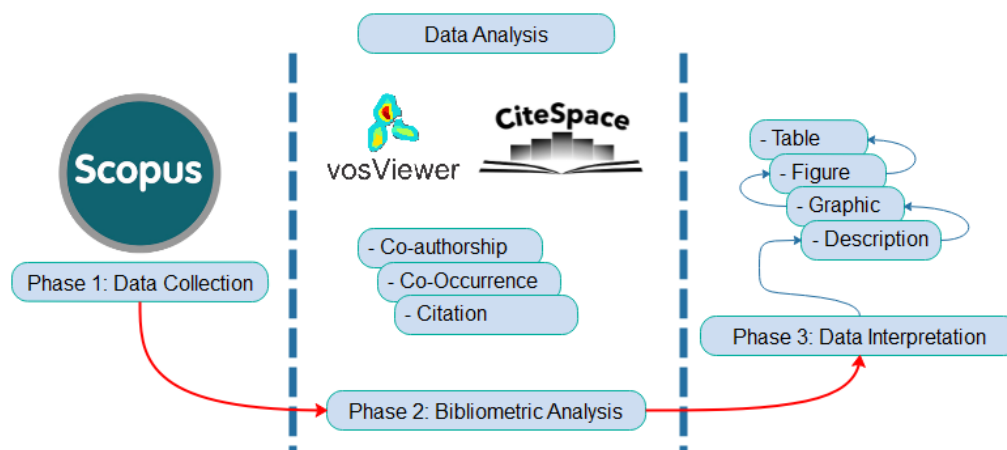 Data Analysis
Scopus
Phase 1: Data Collection
vosViewer
CiteSpace
- Co-authorship
- Co-Occurrence
- Citation
Phase 2: Bibliometric Analysis
- Table
- Figure
- Graphic
- Description
Phase 3: Data Interpretation